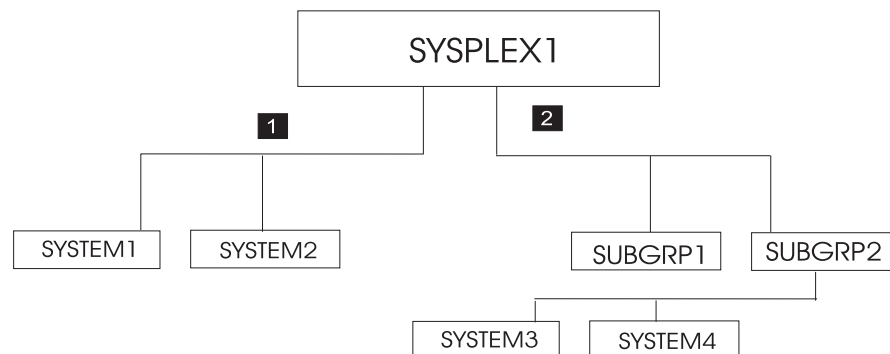 SYSPLEX1
1
2
SYSTEM1
SYSTEM2
SUBGRP1
SUBGRP2
SYSTEM3
SYSTEM4